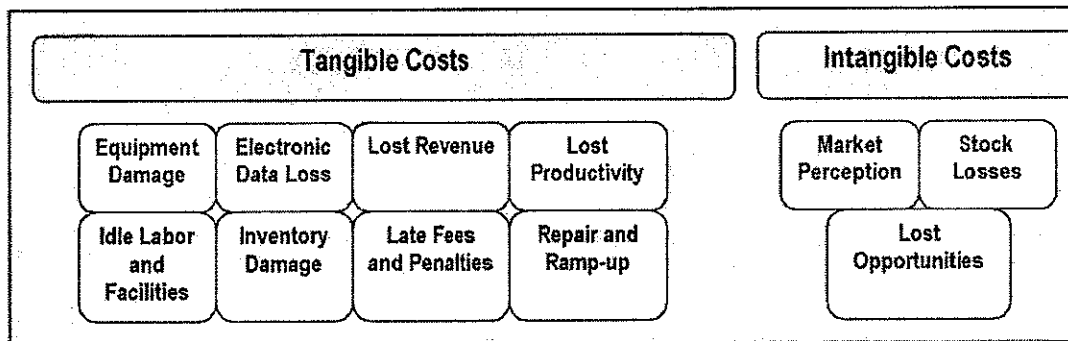 Tangible Costs
Intangible Costs
Equipment
Damage
Electronic
Data Loss
Lost Revenue
Lost
Productivity
Market
Perception
Stock
Losses
Idle Labor
and
Facilities
Inventory
Damage
Late Fees
and Penalties
Repair and
Ramp-up
Lost
Opportunities